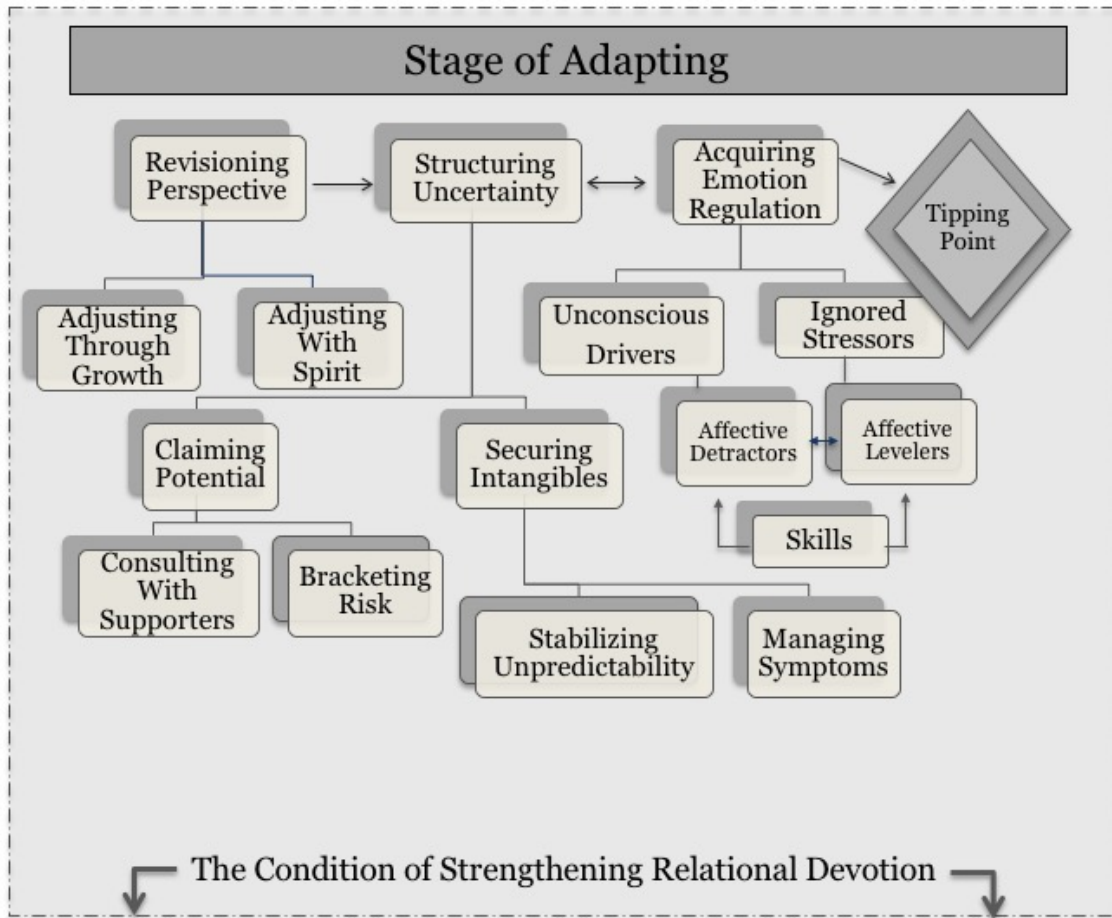 Stage of Adapting
Revisioning
Perspective
Structuring
Uncertainty
Acquiring
Emotion
Regulation
Tipping
Point
Adjusting
Through
Growth
Adjusting
With
Spirit
Unconscious
Drivers
Ignored
Stressors
Claiming
Potential
Securing
Intangibles
Affective
Detractors
Affective
Levelers
Skills
Consulting
With
Supporters
Bracketing
Risk
Stabilizing
Unpredictability
Managing
Symptoms
The Condition of Strengthening Relational Devotion